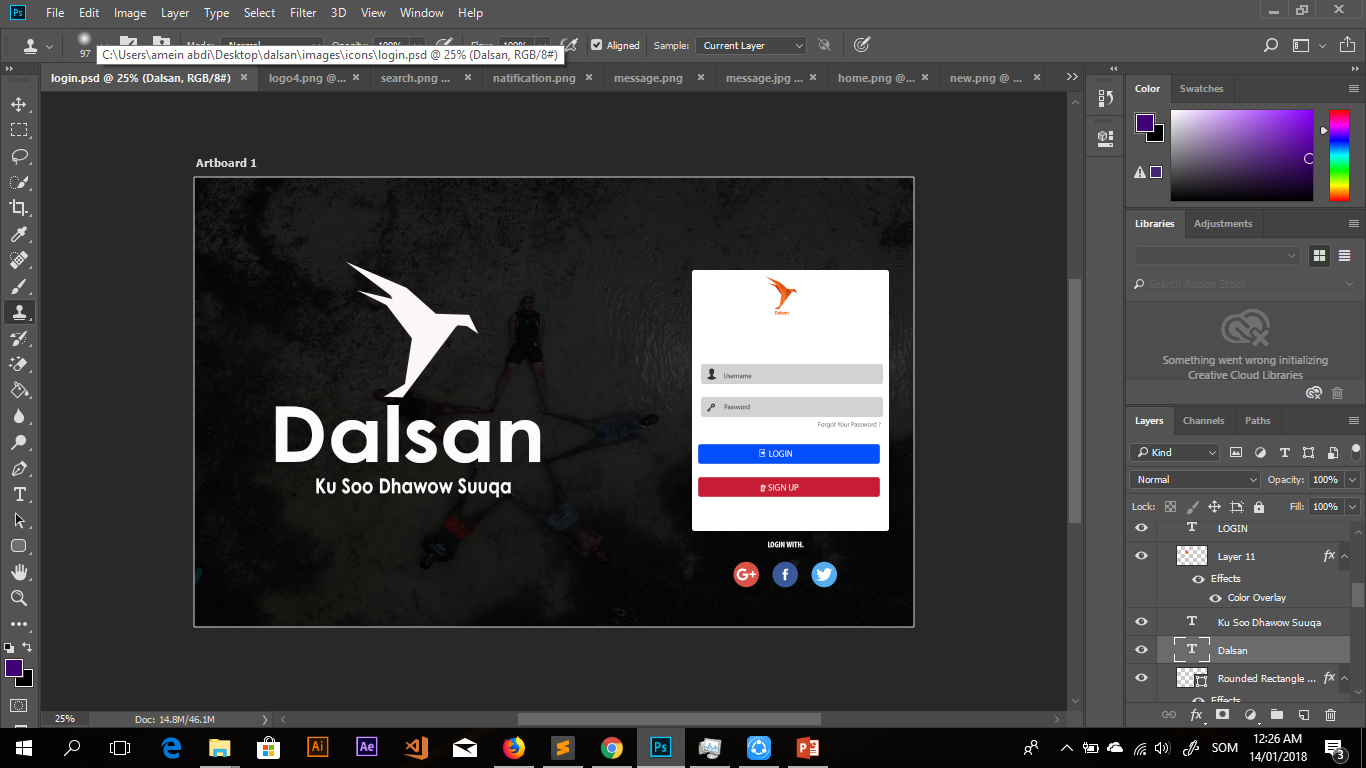 Ps File Edit Image Layer Type Select Filter 3D View Window Help
97
Aligned Sample: Current Layer
C:\Users\amein abdi\Desktop\dalsan\images\icons\login.psd @ 25% (Dalsan, RGB/8#)
login.psd @ 25% (Dalsan, RGB/8#) logo4.png @... search.png ... natification.png message.png message.jpg ... home.png @... new.png @ ...
Artboard 1
Dalsan
Ku Soo Dhawow Suuqa
Dalsan
Username
Password
Forgot Your Password ?
LOGIN
SIGN UP
LOGIN WITH.
G+ f
Color Swatches
Libraries Adjustments
Search Adobe Stock
Something went wrong initializing
Creative Cloud Libraries
Layers Channels Paths
Kind
Normal Opacity: 100%
Lock: Fill: 100%
T LOGIN
Layer 11 fx
Effects
Color Overlay
T Ku Soo Dhawow Suuqa
T Dalsan
Rounded Rectangle ... fx
Effects
25% Doc: 14.8M/46.1M
Ai Ae Ps
SOM
12:26 AM
14/01/2018
3